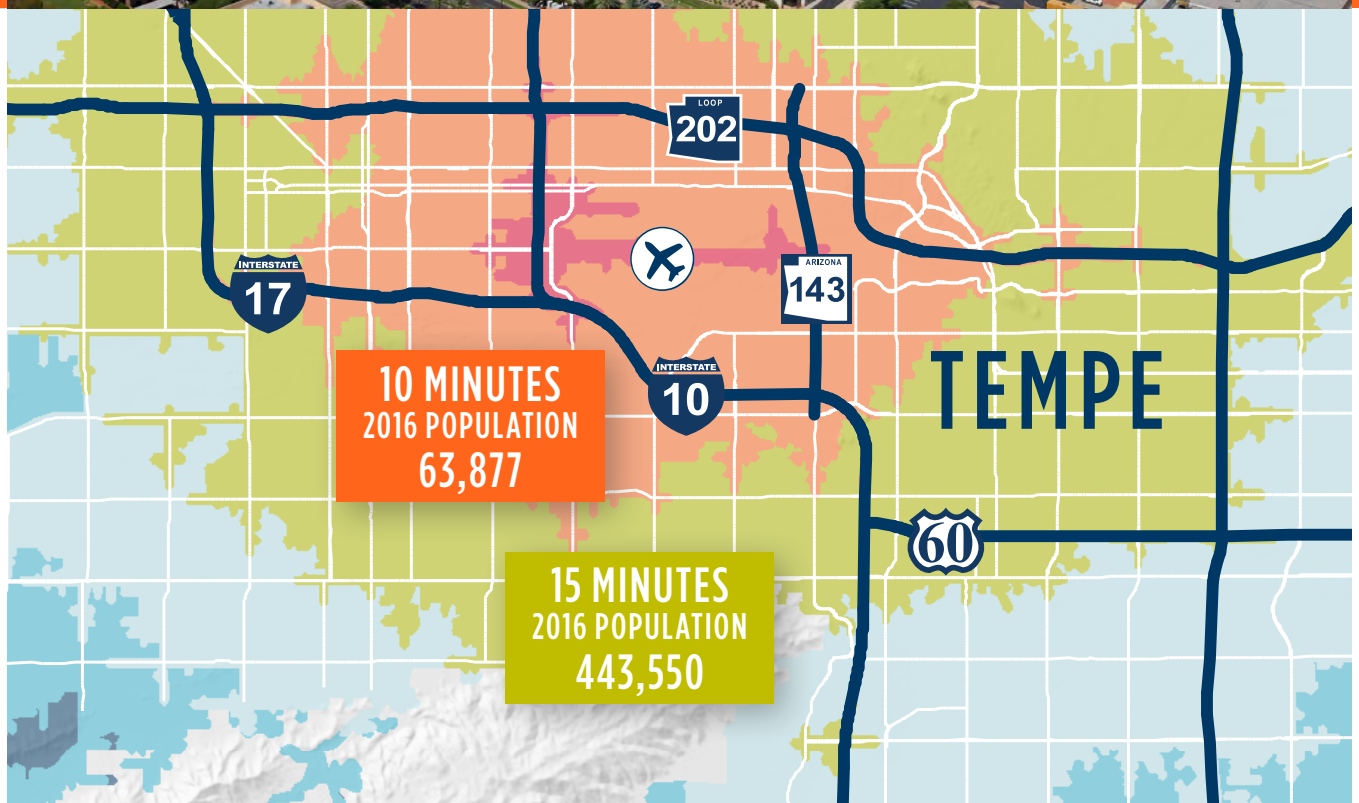 LOOP
202
INTERSTATE
17
ARIZONA
143
TEMPE
INTERSTATE
10
10 MINUTES
2016 POPULATION
63,877
60
15 MINUTES
2016 POPULATION
443,550